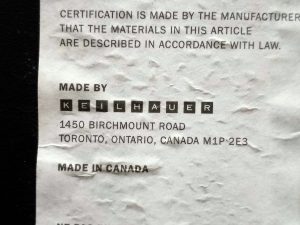 CERTIFICATION IS MADE BY THE MANUFACTURER
THAT THE MATERIALS IN THIS ARTICLE
ARE DESCRIBED IN ACCORDANCE WITH LAW.
MADE BY
KEILHAUER
1450 BIRCHMOUNT ROAD
TORONTO, ONTARIO, CANADA M1P 2E3
MADE IN CANADA